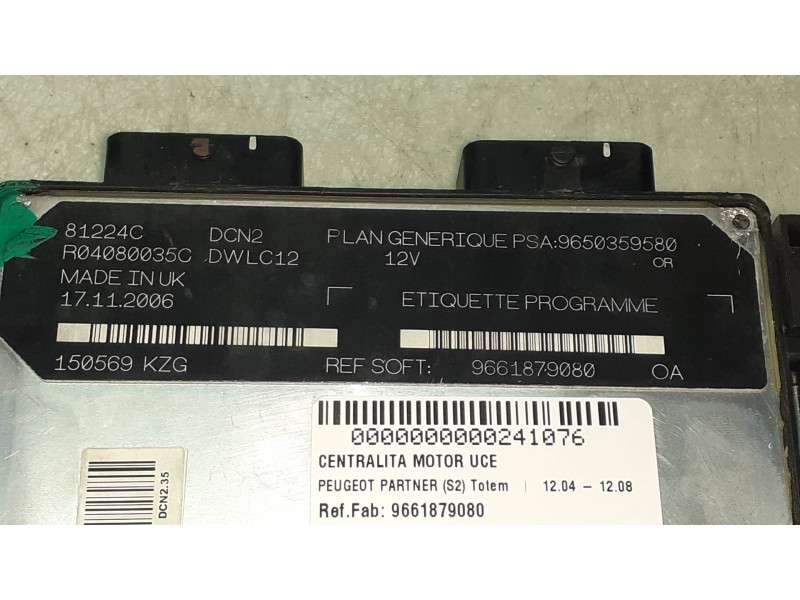 81224C DCN2 PLAN GENERIQUE PSA:9650359580
R04080035C DWLC12 12V OR
MADE IN UK
17.11.2006 ETIQUETTE PROGRAMME
150569 KZG REF SOFT: 9661879080 OA
0000000000241076
CENTRALITA MOTOR UCE
PEUGEOT PARTNER (S2) Totem | 12.04 – 12.08
Ref.Fab: 9661879080
DCN2.35